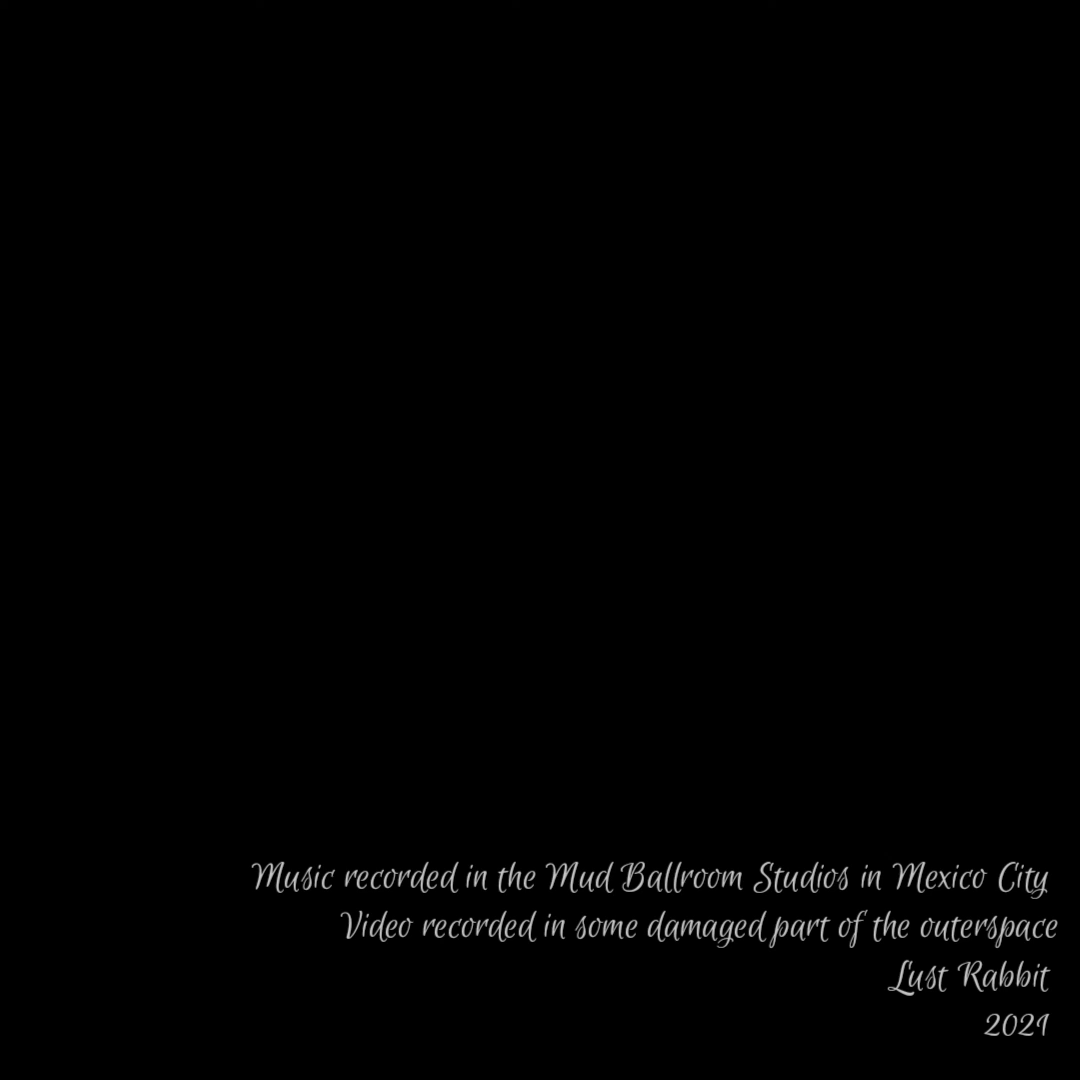 Music recorded in the Mud Ballroom Studios in Mexico City
Video recorded in some damaged part of the outerspace
Lust Rabbit
2021